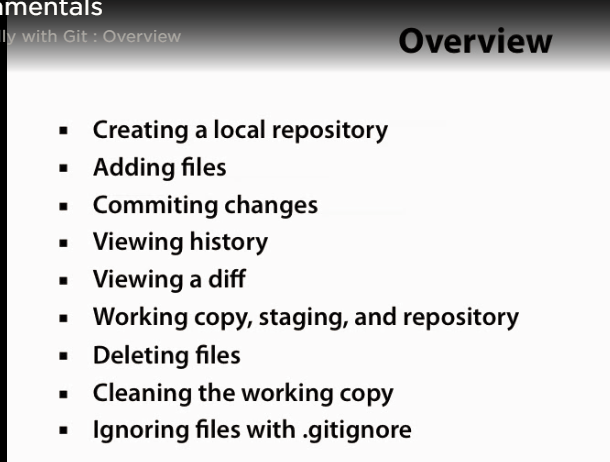 lly with Git : Overview
Overview
Creating a local repository
Adding files
Commiting changes
Viewing history
Viewing a diff
Working copy, staging, and repository
Deleting files
Cleaning the working copy
Ignoring files with .gitignore